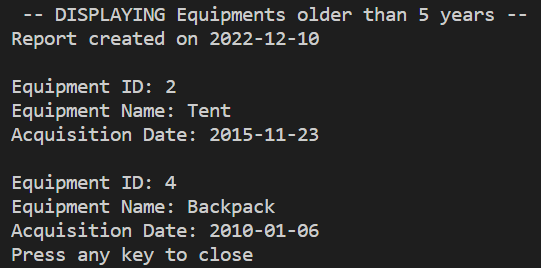 -- DISPLAYING Equipments older than 5 years --
Report created on 2022-12-10
Equipment ID: 2
Equipment Name: Tent
Acquisition Date: 2015-11-23
Equipment ID: 4
Equipment Name: Backpack
Acquisition Date: 2010-01-06
Press any key to close